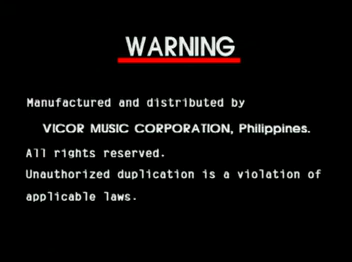 WARNING
Manufactured and distributed by
VICOR MUSIC CORPORATION, Philippines.
All rights reserved.
Unauthorized duplication is a violation of
applicable laws.